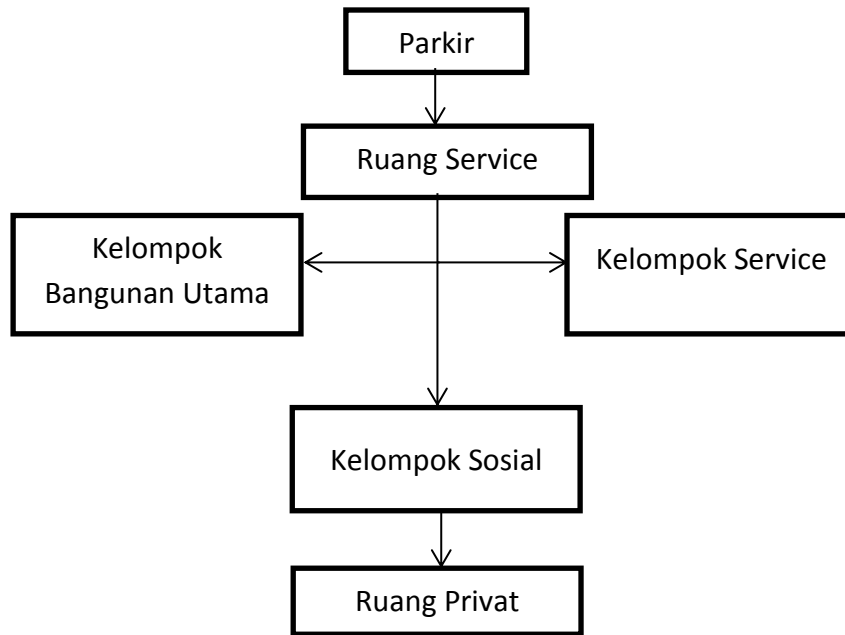 Parkir
Ruang Service
Kelompok
Bangunan Utama
Kelompok Service
Kelompok Sosial
Ruang Privat